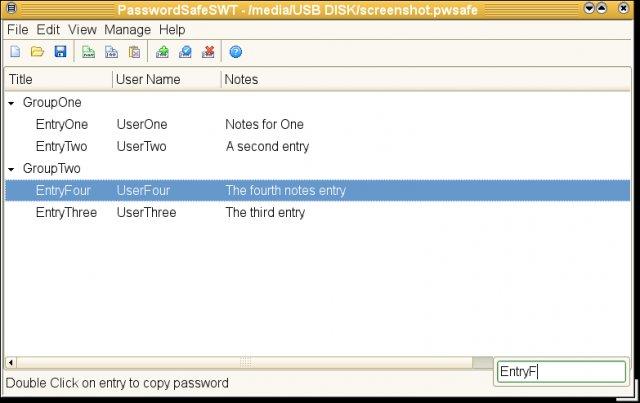 PasswordSafeSWT - /media/USB DISK/screenshot.pwsafe
File Edit View Manage Help
Title User Name Notes
GroupOne
EntryOne UserOne Notes for One
EntryTwo UserTwo A second entry
GroupTwo
EntryFour UserFour The fourth notes entry
EntryThree UserThree The third entry
EntryF
Double Click on entry to copy password